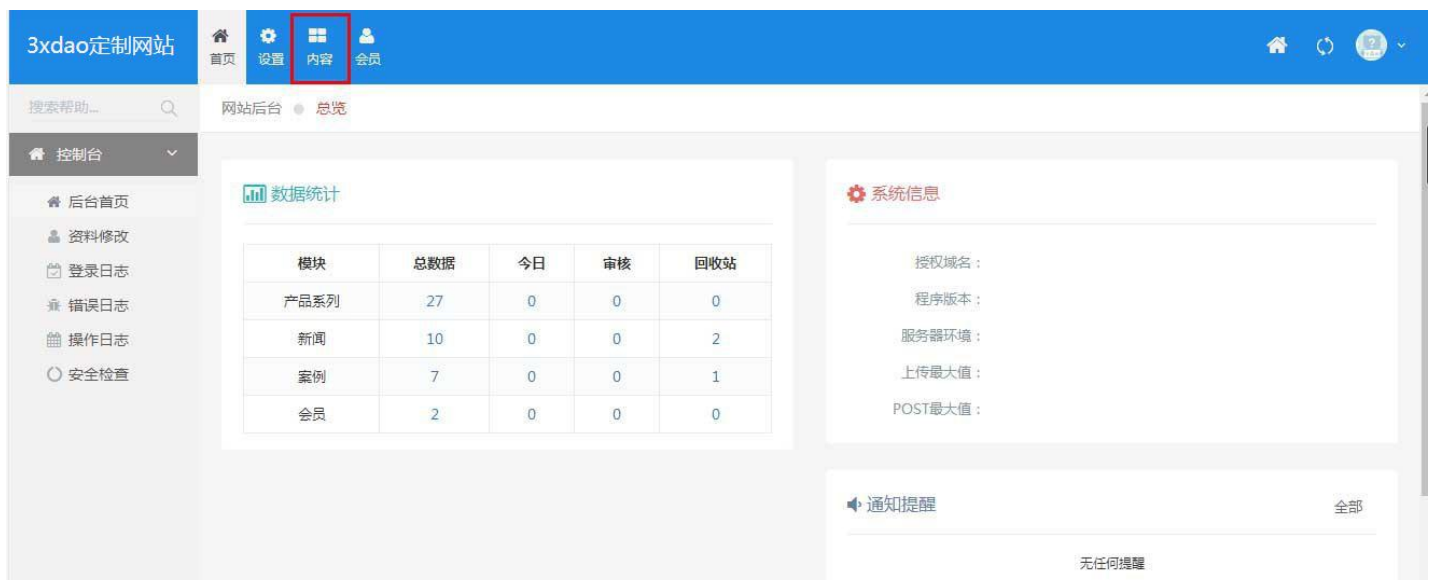 3xdao定制网站
首页 设置 内容 会员
搜索帮助...
网站后台 总览
控制台
后台首页
资料修改
登录日志
错误日志
操作日志
安全检查
数据统计
模块 总数据 今日 审核 回收站
产品系列 27 0 0 0
新闻 10 0 0 2
案例 7 0 0 1
会员 2 0 0 0
系统信息
授权域名：
程序版本：
服务器环境：
上传最大值：
POST最大值：
通知提醒 全部
无任何提醒